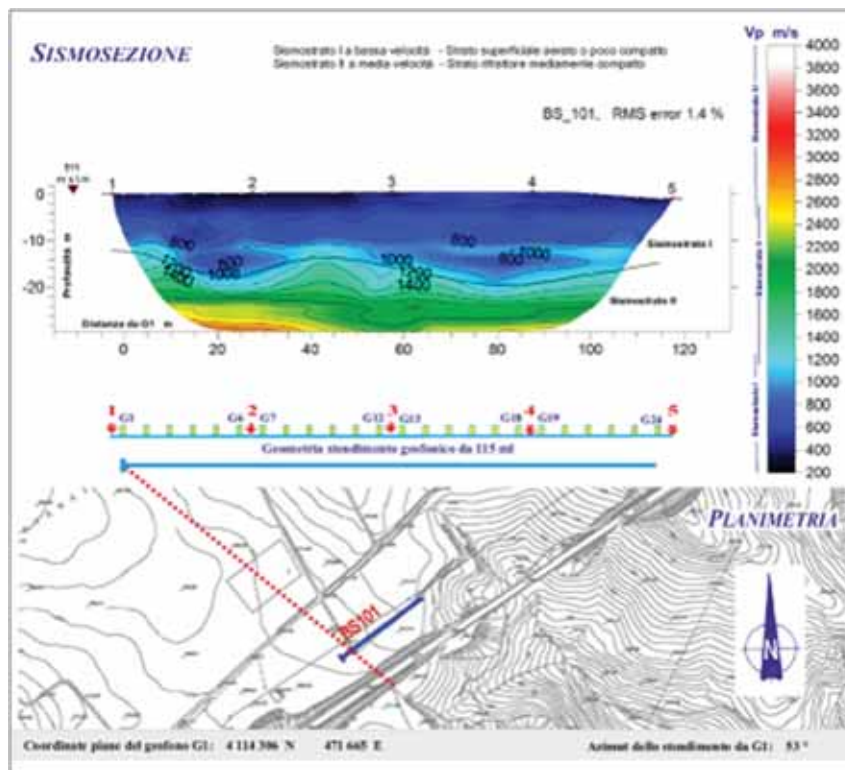 SISMOSEZIONE
Sismostrato I a bassa velocità - Strato superficiale aerato o poco compatto
Sismostrato II a media velocità - Strato rifrattore mediamente compatto
BS_101, RMS error 1.4 %
Vp m/s
4000
3800
3600
3400
3200
3000
2800
2600
2400
2200
2000
1800
1600
1400
1200
1000
800
600
400
200
1 2 3 4 5
0
-10
-20
Profondità m
800
600
1000
1000
1200
1400
800
600
1000
Sismostrato I
Sismostrato II
Distanza da G1 m
0 20 40 60 80 100 120
1 2 3 4 5
G1 G6 G7 G12 G13 G18 G19 G24
Geometria stendimento geofonico da 115 ml
PLANIMETRIA
BS101
N
Coordinate piane del geofono G1: 4 114 306 N 471 665 E
Azimut dello stendimento da G1: 53 °